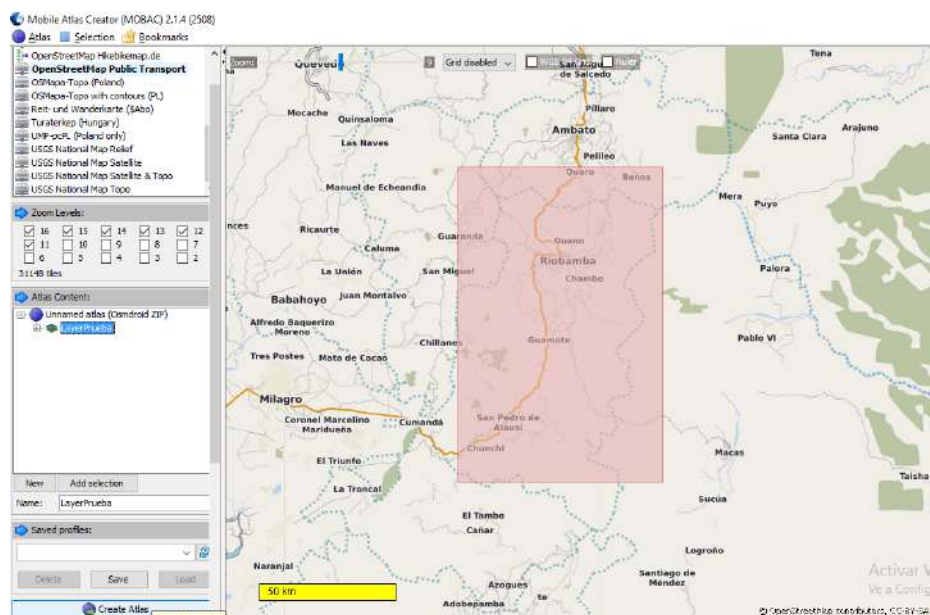 Mobile Atlas Creator (MOBAC) 2.1.4 (2508)
Atlas Selection Bookmarks
OpenStreetMap Hikebikemap.de
OpenStreetMap Public Transport
OSMapa-Topo (Poland)
OSMapa-Topo with contours (PL)
Reit- und Wanderkarte ($Abo)
Turaterkep (Hungary)
UMP-pcPL (Poland only)
USGS National Map Relief
USGS National Map Satellite
USGS National Map Satellite & Topo
USGS National Map Topo
Zoom Levels:
16 15 14 13 12
11 10 9 8 7
6 5 4 3 2
31148 tiles
Atlas Content:
Unnamed atlas (Osmdroid ZIP)
LayerPrueba
New Add selection
Name: LayerPrueba
Saved profiles:
Delete Save Load
Create Atlas
Zoom
9 Grid disabled
Ruler
Quevedo
de Salcedo
Tena
Mocache
Quinsaloma
Píllaro
Arajuno
Ambato
Santa Clara
Las Naves
Pelileo
Quero
Banos
Manuel de Echeandia
Mera
Puyo
nces
Ricaurte
Guaranda
Guano
Caluma
Riobamba
La Unión
San Miguel
Chambo
Palora
Babahoyo
Juan Montalvo
Alfredo Baquerizo
Moreno
Chillanes
Guamote
Pablo VI
Tres Postes
Mata de Cacao
Milagro
San Pedro de
Alausí
Coronel Marcelino
Maridueña
Cumandá
Chunchi
Macas
El Triunfo
Taisha
La Troncal
Sucúa
El Tambo
Cañar
Logroño
Naranjal
50 km
Azogues
Santiago de
Méndez
Adobepamba
te
Activar W
Ve a Config
© OpenStreetMap contributors, CC-BY-SA